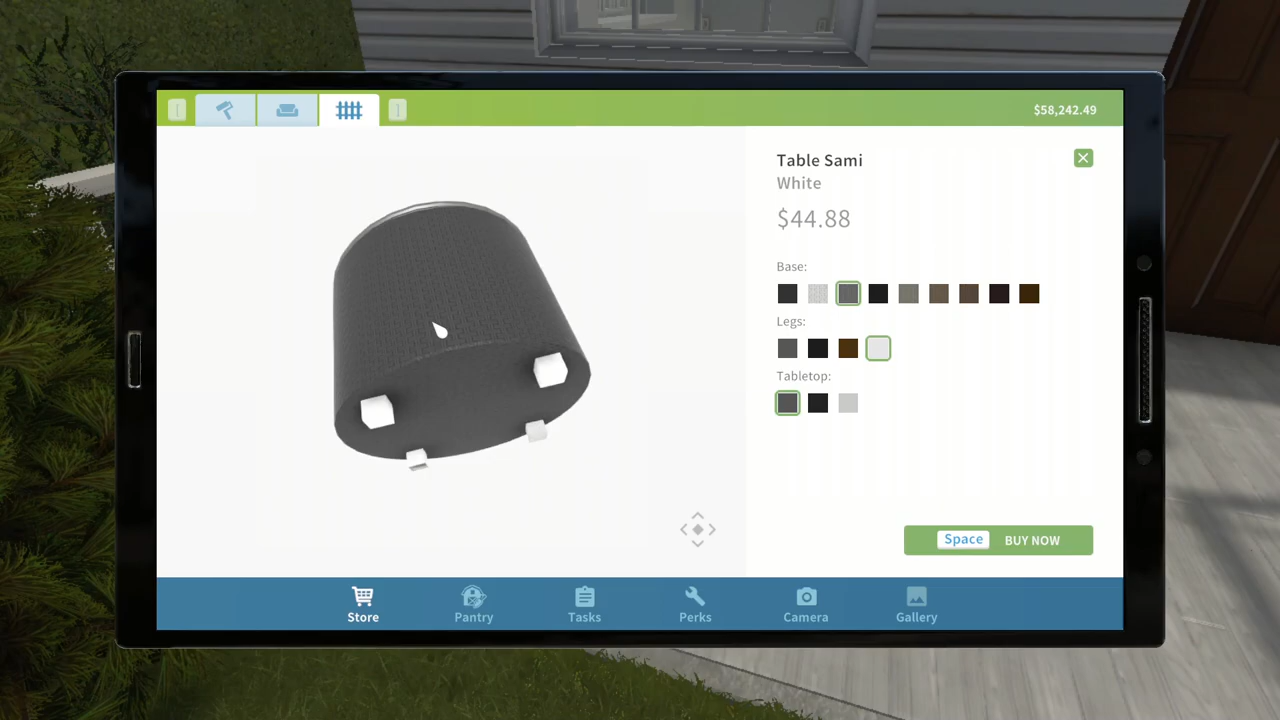 [
]
$58,242.49
Table Sami
White
$44.88
Base:
Legs:
Tabletop:
Space BUY NOW
Store
Pantry
Tasks
Perks
Camera
Gallery